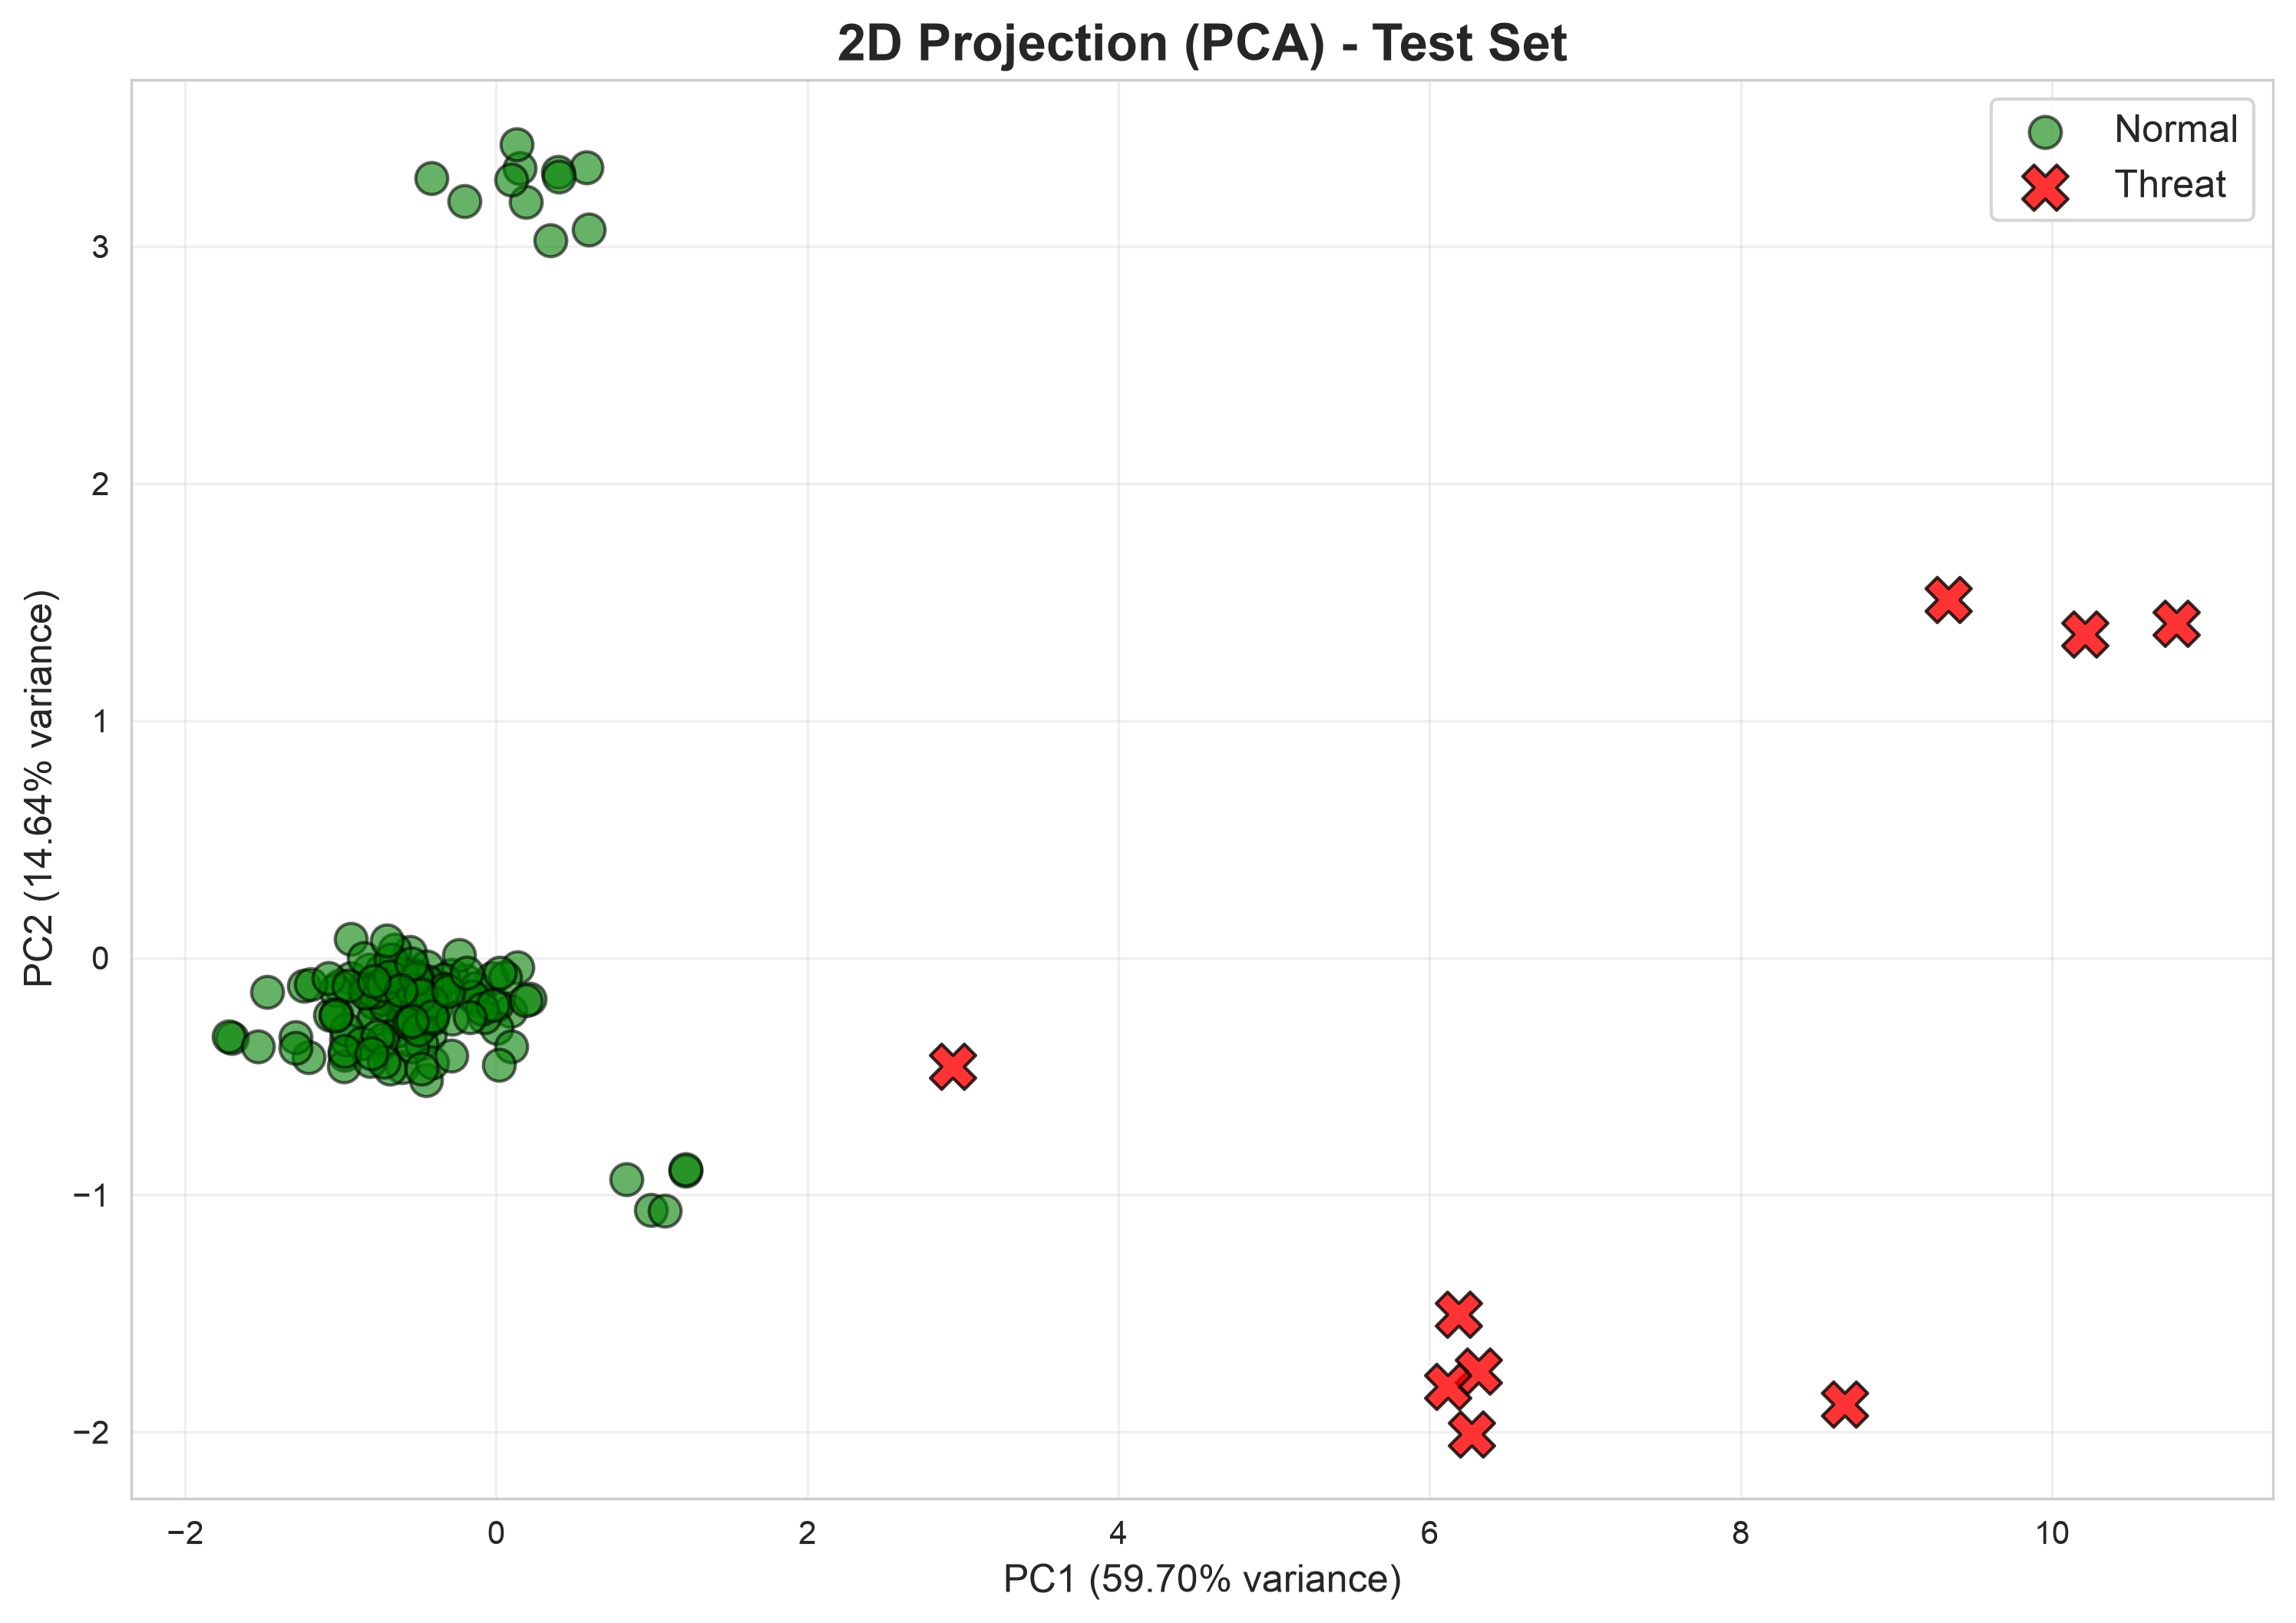 2D Projection (PCA) - Test Set
Normal
Threat
3
2
1
0
−1
−2
PC2 (14.64% variance)
−2
0
2
4
6
8
10
PC1 (59.70% variance)